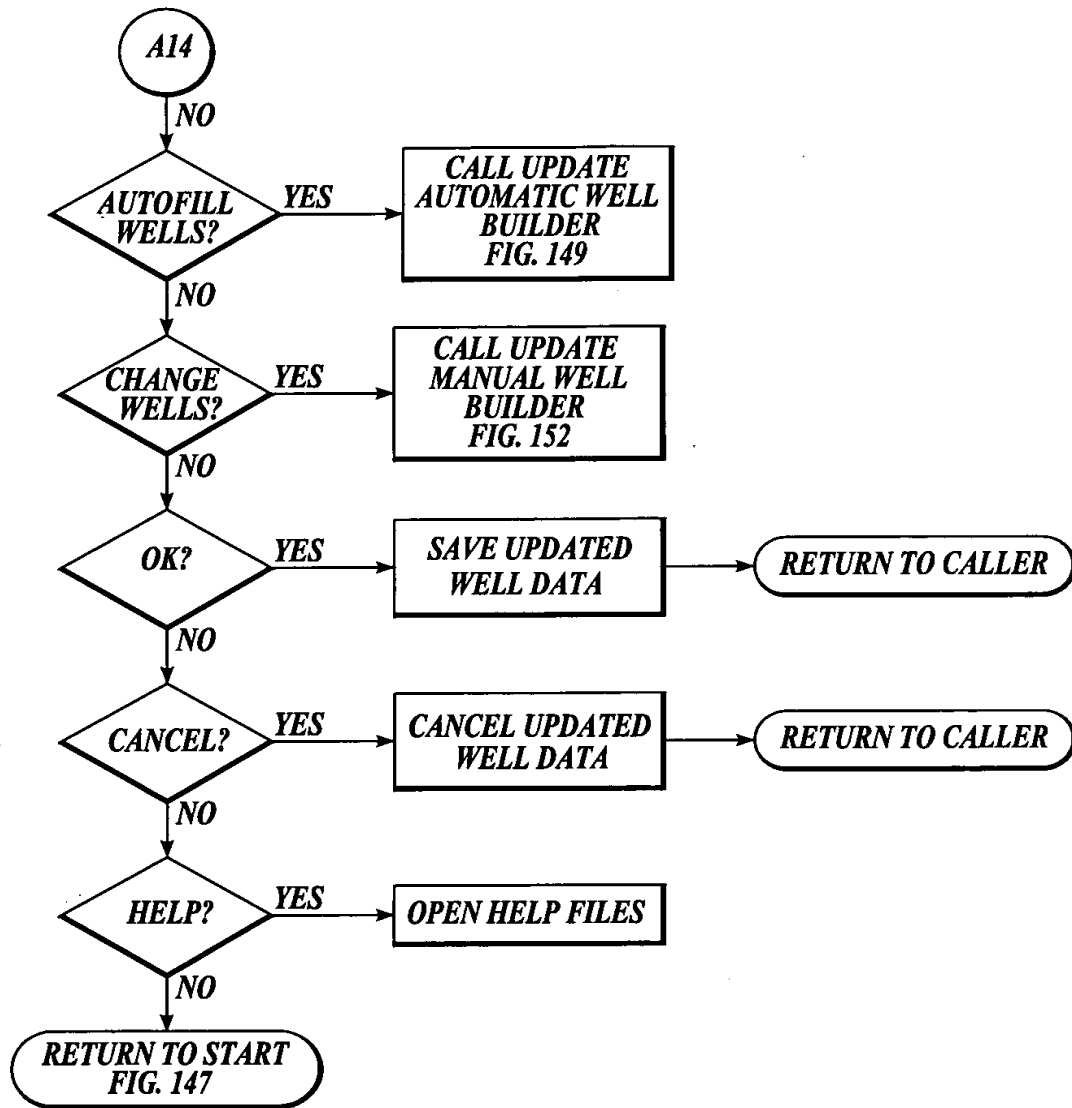 A14
NO
AUTOFILL
WELLS?
YES
CALL UPDATE
AUTOMATIC WELL
BUILDER
FIG. 149
NO
CHANGE
WELLS?
YES
CALL UPDATE
MANUAL WELL
BUILDER
FIG. 152
NO
OK?
YES
SAVE UPDATED
WELL DATA
RETURN TO CALLER
NO
CANCEL?
YES
CANCEL UPDATED
WELL DATA
RETURN TO CALLER
NO
HELP?
YES
OPEN HELP FILES
NO
RETURN TO START
FIG. 147